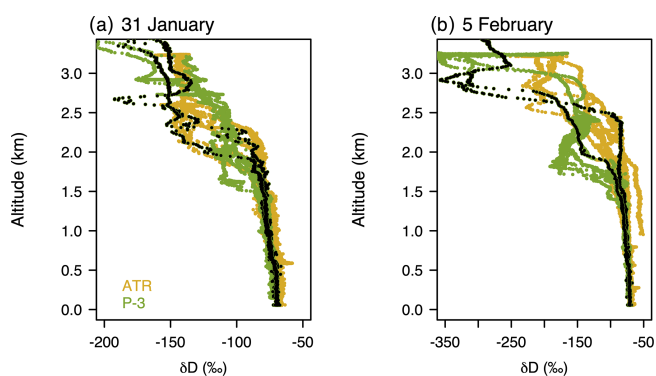 (a) 31 January
(b) 5 February
Altitude (km)
3.0
2.5
2.0
1.5
1.0
0.5
0.0
ATR
P-3
-200 -150 -100 -50
δD (‰)
Altitude (km)
3.0
2.5
2.0
1.5
1.0
0.5
0.0
-350 -250 -150 -50
δD (‰)